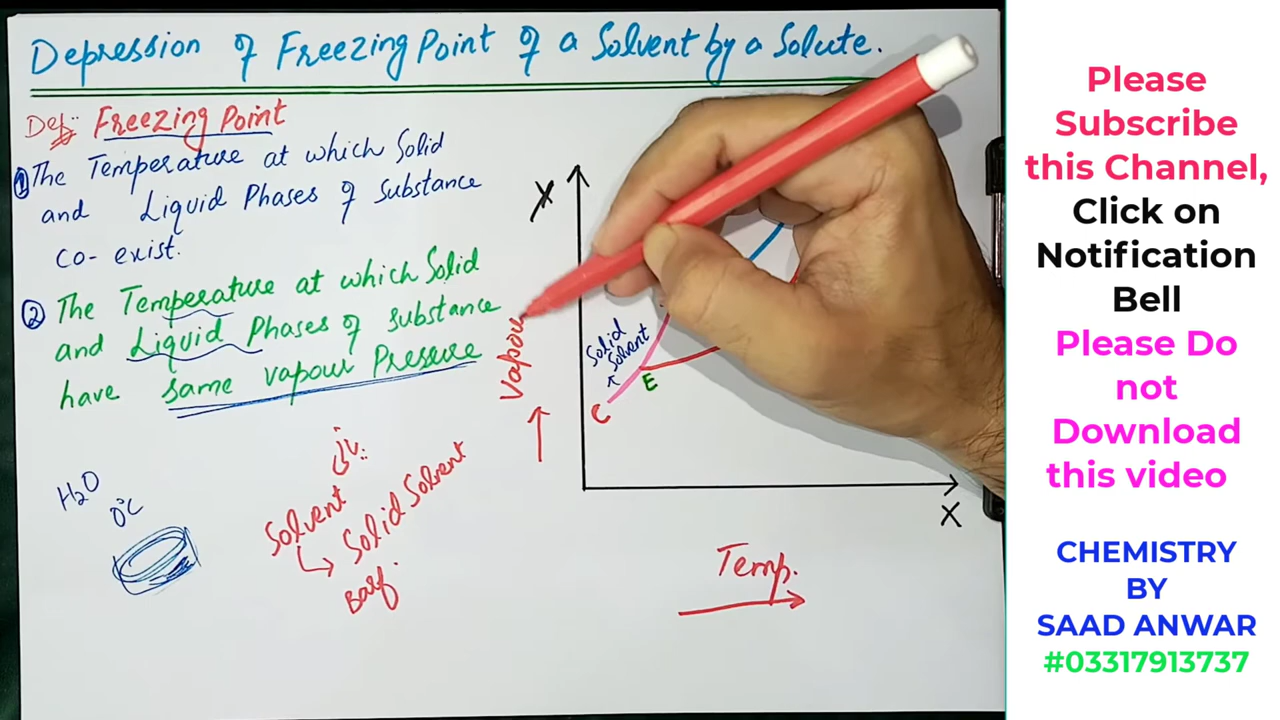 Depression of Freezing Point of a Solvent by a Solute.
Def:- Freezing Point
① The Temperature at which Solid
and Liquid Phases of Substance
co-exist.
② The Temperature at which Solid
and Liquid Phases of substance
have same vapour Pressure
H2O
0°C
Solvent
↳ Solid Solvent
Barf.
Y
Vapou
Solid
Solvent
E
C
X
Temp.
Please
Subscribe
this Channel,
Click on
Notification
Bell
Please Do
not
Download
this video
CHEMISTRY
BY
SAAD ANWAR
#03317913737